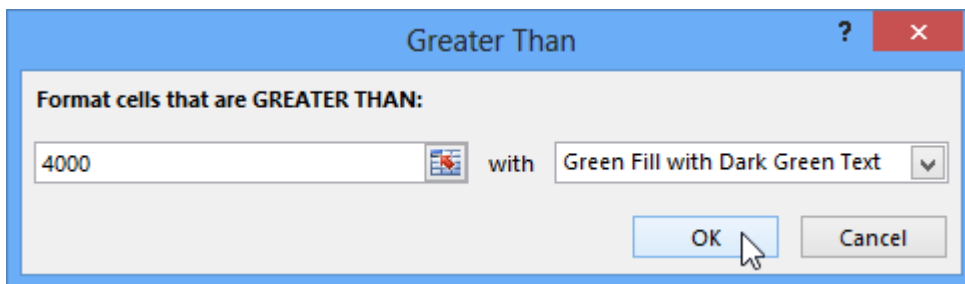 Greater Than
?
Format cells that are GREATER THAN:
4000 with Green Fill with Dark Green Text
OK Cancel